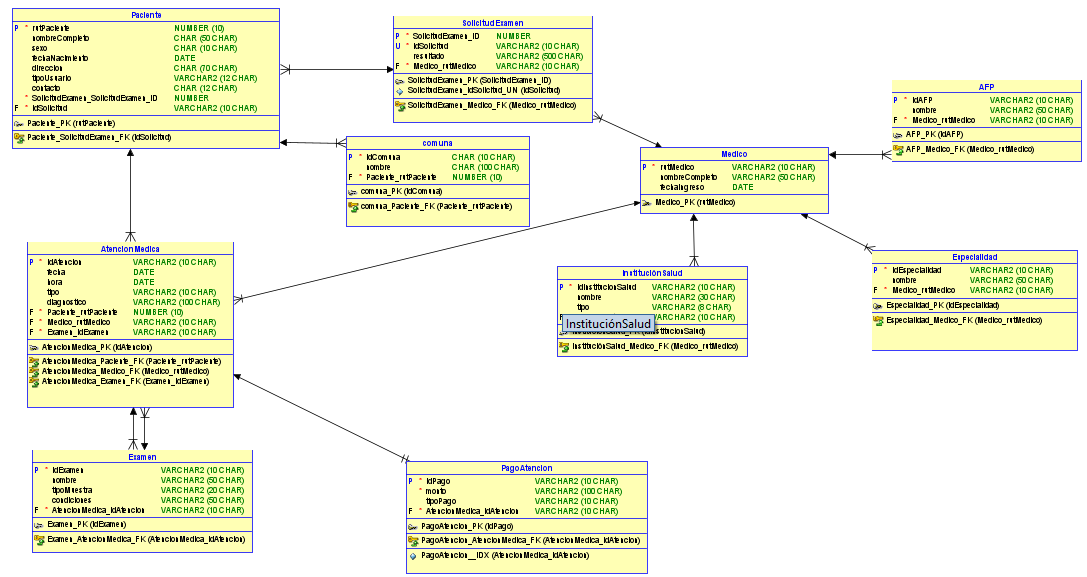 Paciente
P * rutPaciente NUMBER (10)
nombreCompleto CHAR (50 CHAR)
sexo CHAR (10 CHAR)
fechaNacimiento DATE
direccion CHAR (70 CHAR)
tipoUsuario VARCHAR2 (12 CHAR)
contacto CHAR (12 CHAR)
* SolicitudExamen_SolicitudExamen_ID NUMBER
F * idSolicitud VARCHAR2 (10 CHAR)
Paciente_PK (rutPaciente)
Paciente_SolicitudExamen_FK (idSolicitud)
SolicitudExamen
P * SolicitudExamen_ID NUMBER
U * idSolicitud VARCHAR2 (10 CHAR)
resultado VARCHAR2 (500 CHAR)
F * Medico_rutMedico VARCHAR2 (10 CHAR)
SolicitudExamen_PK (SolicitudExamen_ID)
SolicitudExamen_idSolicitud_UN (idSolicitud)
SolicitudExamen_Medico_FK (Medico_rutMedico)
AFP
P * idAFP VARCHAR2 (10 CHAR)
nombre VARCHAR2 (50 CHAR)
F * Medico_rutMedico VARCHAR2 (10 CHAR)
AFP_PK (idAFP)
AFP_Medico_FK (Medico_rutMedico)
comuna
P * idComuna CHAR (10 CHAR)
nombre CHAR (100 CHAR)
F * Paciente_rutPaciente NUMBER (10)
comuna_PK (idComuna)
comuna_Paciente_FK (Paciente_rutPaciente)
Medico
P * rutMedico VARCHAR2 (10 CHAR)
nombreCompleto VARCHAR2 (50 CHAR)
fechaIngreso DATE
Medico_PK (rutMedico)
AtencionMedica
P * idAtencion VARCHAR2 (10 CHAR)
fecha DATE
hora DATE
tipo VARCHAR2 (10 CHAR)
diagnostico VARCHAR2 (100 CHAR)
F * Paciente_rutPaciente NUMBER (10)
F * Medico_rutMedico VARCHAR2 (10 CHAR)
F * Examen_idExamen VARCHAR2 (10 CHAR)
AtencionMedica_PK (idAtencion)
AtencionMedica_Paciente_FK (Paciente_rutPaciente)
AtencionMedica_Medico_FK (Medico_rutMedico)
AtencionMedica_Examen_FK (Examen_idExamen)
InstituciónSalud
P * idInstitucionSalud VARCHAR2 (10 CHAR)
nombre VARCHAR2 (30 CHAR)
tipo VARCHAR2 (8 CHAR)
F VARCHAR2 (10 CHAR)
InstituciónSalud
InstituciónSalud_Medico_FK (Medico_rutMedico)
Especialidad
P * idEspecialidad VARCHAR2 (10 CHAR)
nombre VARCHAR2 (50 CHAR)
F * Medico_rutMedico VARCHAR2 (10 CHAR)
Especialidad_PK (idEspecialidad)
Especialidad_Medico_FK (Medico_rutMedico)
Examen
P * idExamen VARCHAR2 (10 CHAR)
nombre VARCHAR2 (50 CHAR)
tipoMuestra VARCHAR2 (20 CHAR)
condiciones VARCHAR2 (50 CHAR)
F * AtencionMedica_idAtencion VARCHAR2 (10 CHAR)
Examen_PK (idExamen)
Examen_AtencionMedica_FK (AtencionMedica_idAtencion)
PagoAtencion
P * idPago VARCHAR2 (10 CHAR)
* monto VARCHAR2 (100 CHAR)
tipoPago VARCHAR2 (10 CHAR)
F * AtencionMedica_idAtencion VARCHAR2 (10 CHAR)
PagoAtencion_PK (idPago)
PagoAtencion_AtencionMedica_FK (AtencionMedica_idAtencion)
PagoAtencion__IDX (AtencionMedica_idAtencion)